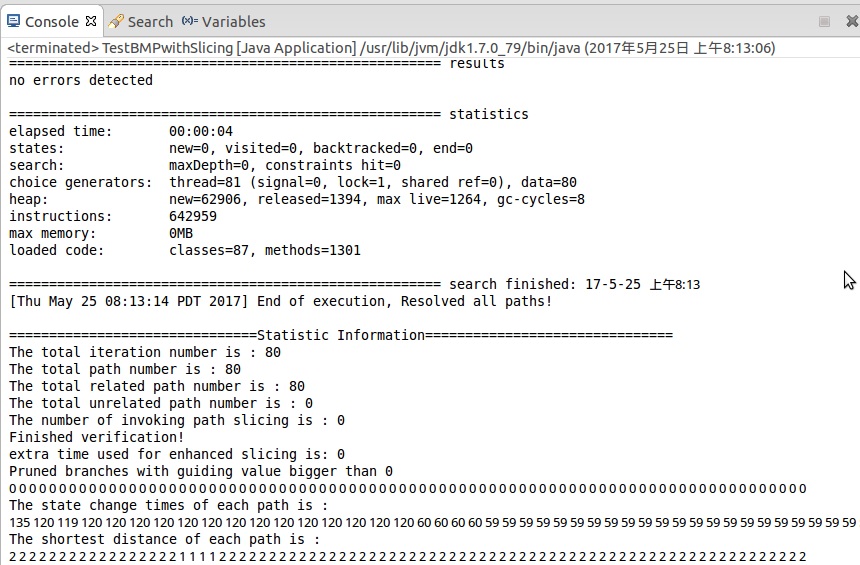 Console
Search
(x)= Variables
<terminated> TestBMPwithSlicing [Java Application] /usr/lib/jvm/jdk1.7.0_79/bin/java (2017年5月25日 上午8:13:06)
====================================================== results
no errors detected
====================================================== statistics
elapsed time: 00:00:04
states: new=0, visited=0, backtracked=0, end=0
search: maxDepth=0, constraints hit=0
choice generators: thread=81 (signal=0, lock=1, shared ref=0), data=80
heap: new=62906, released=1394, max live=1264, gc-cycles=8
instructions: 642959
max memory: 0MB
loaded code: classes=87, methods=1301
====================================================== search finished: 17-5-25 上午8:13
[Thu May 25 08:13:14 PDT 2017] End of execution, Resolved all paths!
===============================Statistic Information===============================
The total iteration number is : 80
The total path number is : 80
The total related path number is : 80
The total unrelated path number is : 0
The number of invoking path slicing is : 0
Finished verification!
extra time used for enhanced slicing is: 0
Pruned branches with guiding value bigger than 0
0 0 0 0 0 0 0 0 0 0 0 0 0 0 0 0 0 0 0 0 0 0 0 0 0 0 0 0 0 0 0 0 0 0 0 0 0 0 0 0 0 0 0 0 0 0 0 0 0 0 0 0 0 0 0 0 0 0 0 0 0 0 0 0 0 0 0 0 0 0 0 0 0 0 0 0 0 0 0 0
The state change times of each path is :
135 120 119 120 120 120 120 120 120 120 120 120 120 120 120 120 120 60 60 60 60 59 59 59 59 59 59 59 59 59 59 59 59 59 59 59 59 59 59 59 59 59 59
The shortest distance of each path is :
2 2 2 2 2 2 2 2 2 2 2 2 2 2 2 2 2 1 1 1 1 2 2 2 2 2 2 2 2 2 2 2 2 2 2 2 2 2 2 2 2 2 2 2 2 2 2 2 2 2 2 2 2 2 2 2 2 2 2 2 2 2 2 2 2 2 2 2 2 2 2 2 2 2 2 2 2 2 2 2